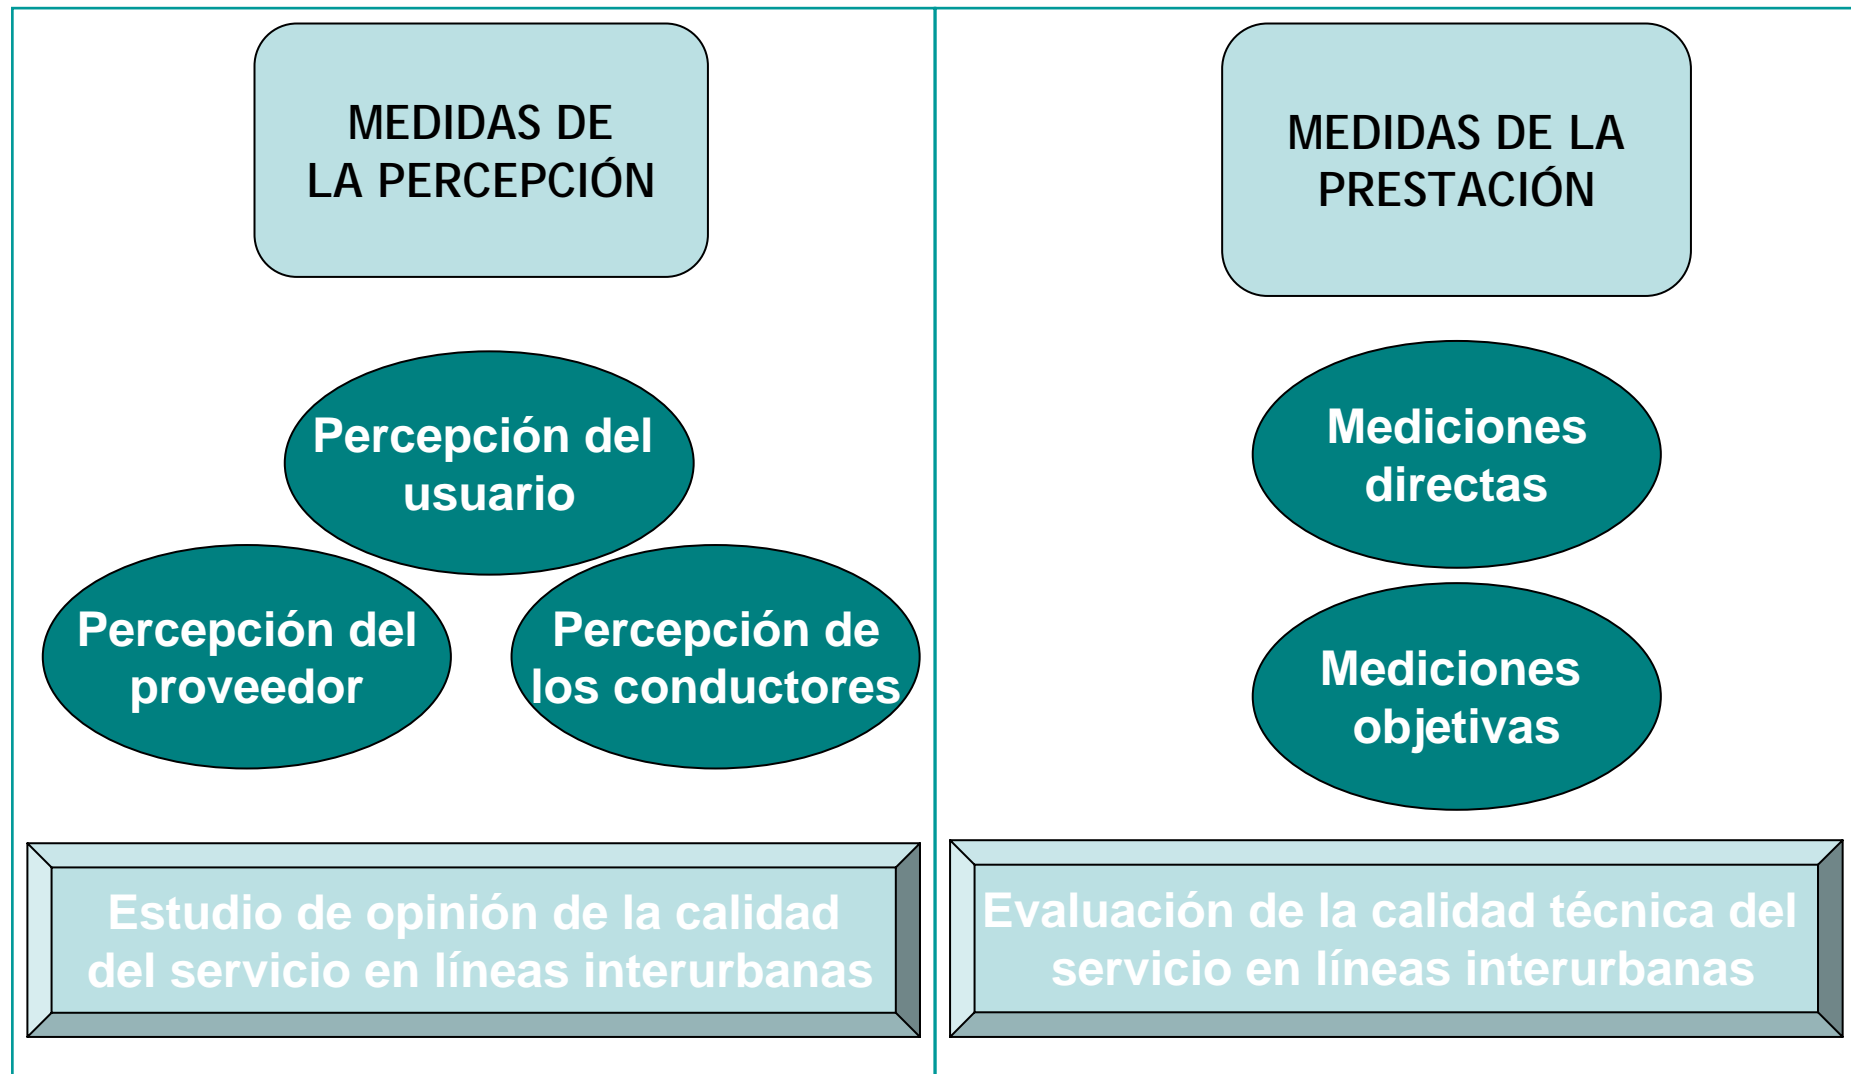 MEDIDAS DE
LA PERCEPCIÓN
Percepción del
usuario
Percepción del
proveedor
Percepción de
los conductores
Estudio de opinión de la calidad
del servicio en líneas interurbanas
MEDIDAS DE LA
PRESTACIÓN
Mediciones
directas
Mediciones
objetivas
Evaluación de la calidad técnica del
servicio en líneas interurbanas